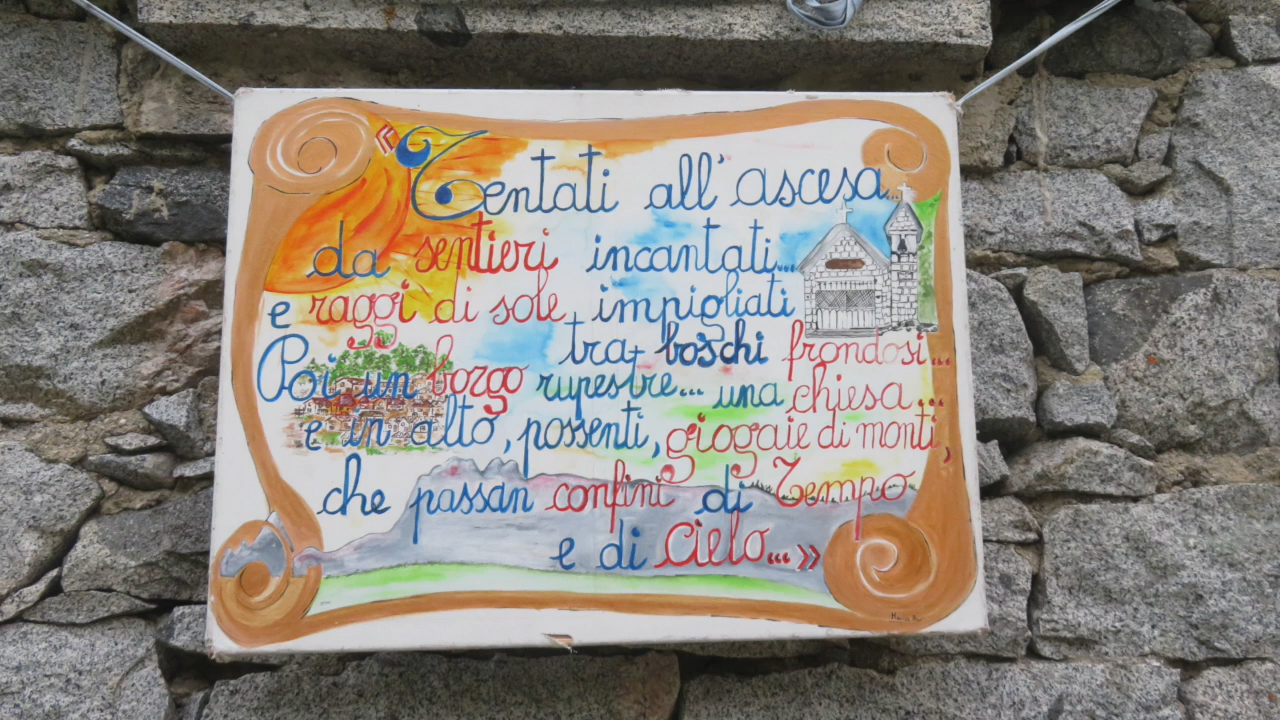 « Tentati all'ascesa...
da sentieri incantati...
e raggi di sole impigliati
tra boschi frondosi...
Poi un borgo rupestre... una chiesa...
e in alto, possenti, giogaie di monti,
che passan confini di Tempo
e di Cielo... »